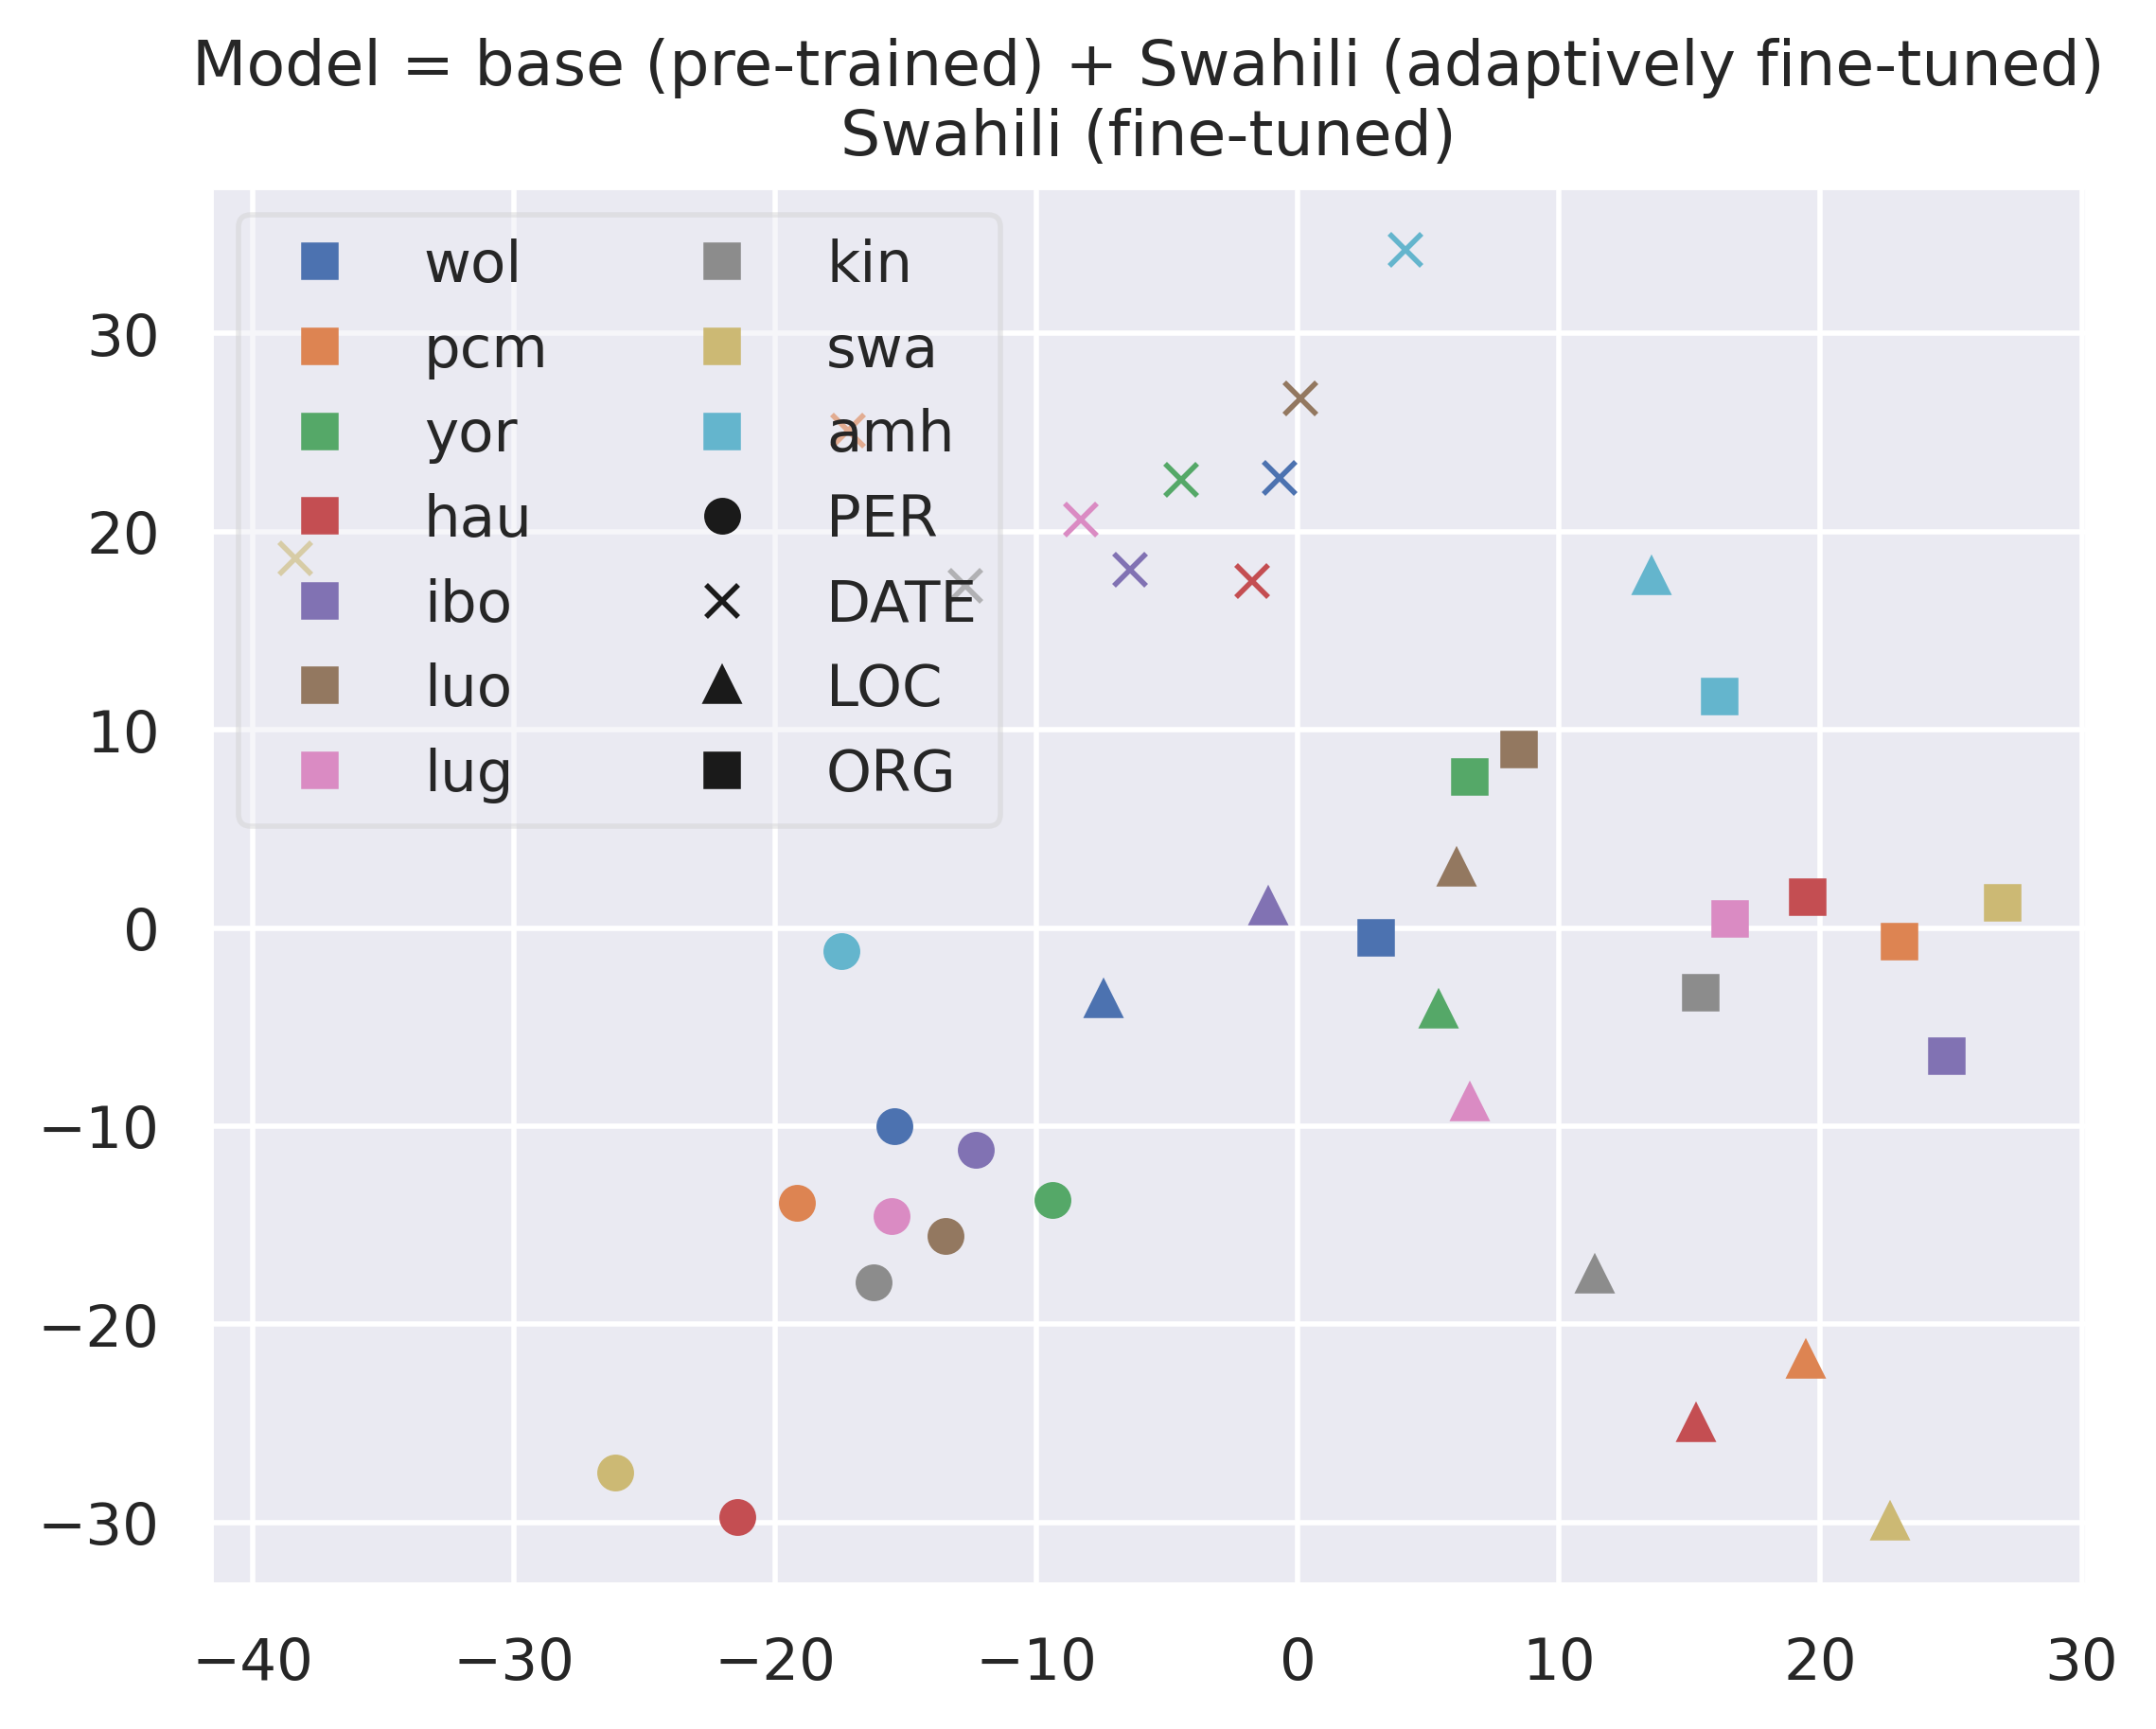 Model = base (pre-trained) + Swahili (adaptively fine-tuned)
Swahili (fine-tuned)
wol
pcm
yor
hau
ibo
luo
lug
kin
swa
amh
PER
DATE
LOC
ORG
30
20
10
0
−10
−20
−30
−40
−30
−20
−10
0
10
20
30